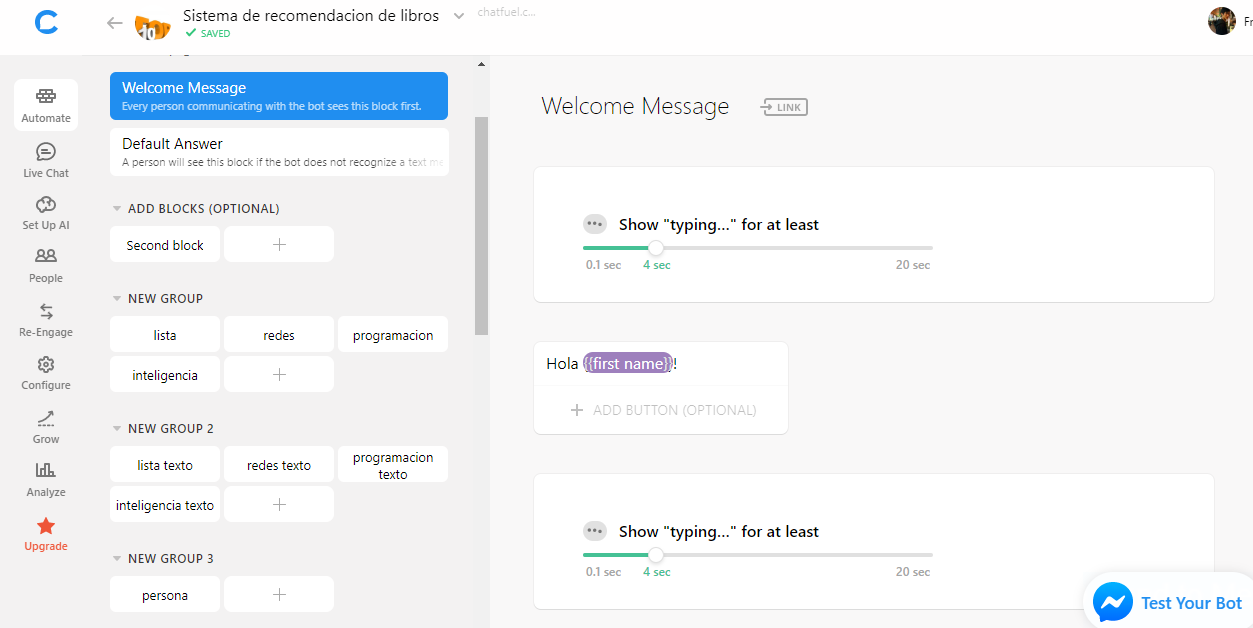 Sistema de recomendacion de libros
chatfuel.c...
SAVED
Fr
Automate
Live Chat
Set Up AI
People
Re-Engage
Configure
Grow
Analyze
Upgrade
Welcome Message
Every person communicating with the bot sees this block first.
Default Answer
A person will see this block if the bot does not recognize a text me
ADD BLOCKS (OPTIONAL)
Second block
NEW GROUP
lista redes programacion
inteligencia
NEW GROUP 2
lista texto redes texto programacion texto
inteligencia texto
NEW GROUP 3
persona
Welcome Message
LINK
Show "typing..." for at least
0.1 sec 4 sec 20 sec
Hola {{first name}}!
ADD BUTTON (OPTIONAL)
Show "typing..." for at least
0.1 sec 4 sec 20 sec
Test Your Bot